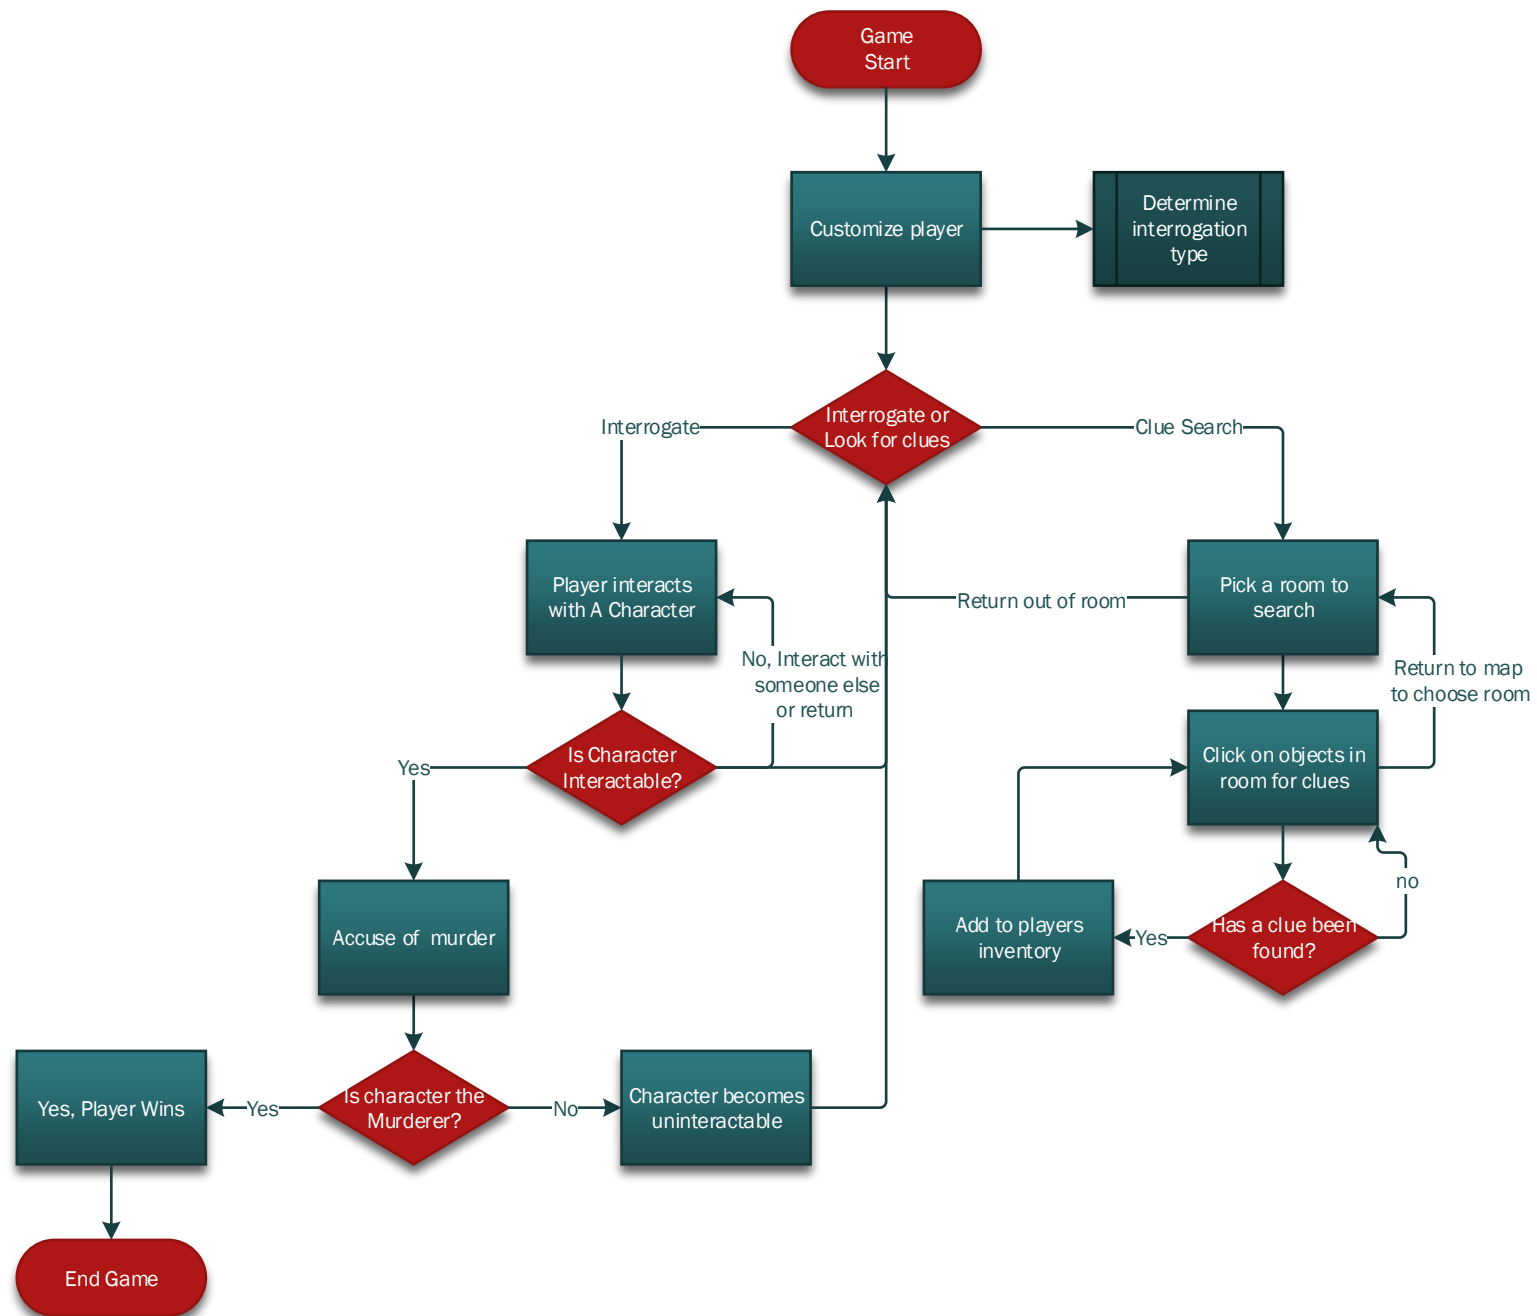 Game
Start
Customize player
Determine
interrogation
type
Interrogate or
Look for clues
Interrogate
Clue Search
Player interacts
with A Character
Pick a room to
search
Return out of room
No, Interact with
someone else
or return
Return to map
to choose room
Is Character
Interactable?
Yes
Click on objects in
room for clues
no
Accuse of  murder
Add to players
inventory
Yes
Has a clue been
found?
Yes, Player Wins
Yes
Is character the
Murderer?
No
Character becomes
uninteractable
End Game